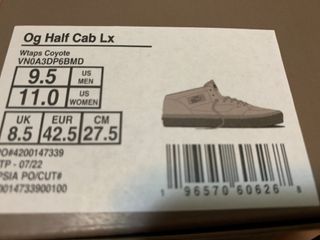 Og Half Cab Lx
Wtaps Coyote
VN0A3DP6BMD
9.5 US MEN
11.0 US WOMEN
UK EUR CM
8.5 42.5 27.5
PO#4200147339
TP - 07/22
PSIA PO/CUT#
0014733900100
1 96570 60626 8